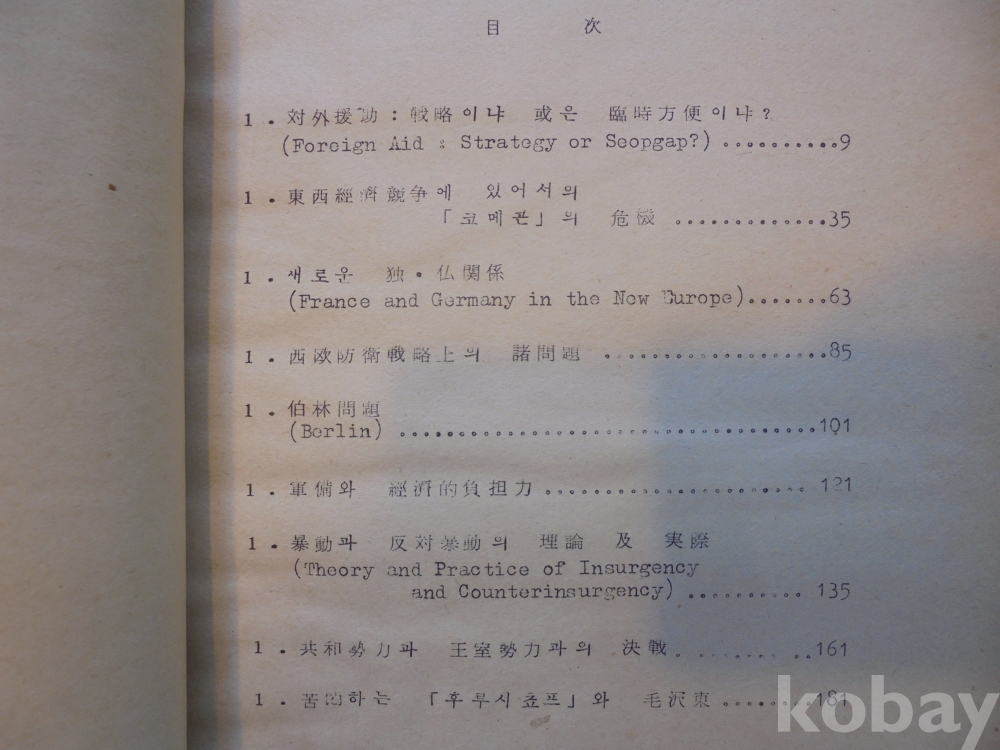 目 次
1 . 対外援助 : 戦略이냐 或은 臨時方便이냐?
(Foreign Aid : Strategy or Seopgap?) ..........9
1 . 東西經濟競争에 있어서의
「코메콘」의 危機 .............35
1 . 새로운 独 . 仏関係
(France and Germany in the New Europe).......63
1 . 西欧防衛戦略上의 諸問題 ...................85
1 . 伯林問題
(Berlin) ...................................101
1 . 軍備와 經済的負担力...................... 121
1 . 暴動과 反対暴動의 理論 及 実際
(Theory and Practice of Insurgency
and Counterinsurgency) .......... 135
1 . 共和勢力과 王室勢力과의 決戦..........161
1 . 하는 「후루시쵸프」와 毛沢東........181
kobay